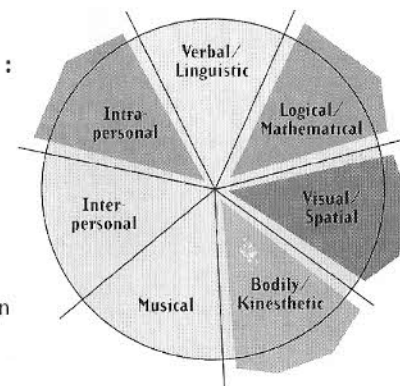 :
Verbal/
Linguistic
Logical/
Mathematical
Visual/
Spatial
Bodily/
Kinesthetic
Musical
Inter-
personal
Intra-
personal
n